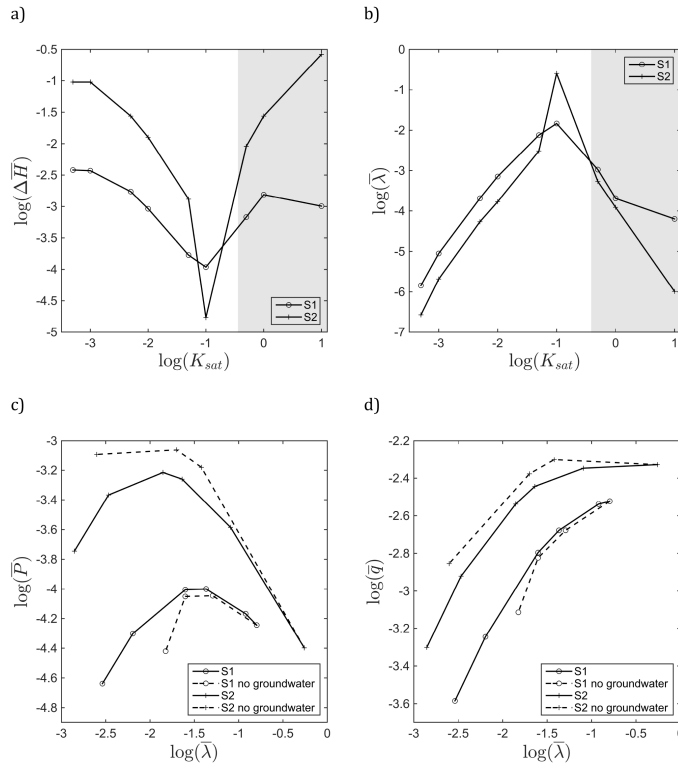 a)
-0.5
-1
-1.5
-2
-2.5
-3
-3.5
-4
-4.5
-5
log(ΔH̅)
-3
-2
-1
0
1
log(K_sat)
S1
S2
b)
0
-1
-2
-3
-4
-5
-6
-7
log(λ̅)
-3
-2
-1
0
1
log(K_sat)
S1
S2
c)
-3
-3.2
-3.4
-3.6
-3.8
-4
-4.2
-4.4
-4.6
-4.8
log(P̅)
-3
-2.5
-2
-1.5
-1
-0.5
0
log(λ̅)
S1
S1 no groundwater
S2
S2 no groundwater
d)
-2.2
-2.4
-2.6
-2.8
-3
-3.2
-3.4
-3.6
log(q̅)
-3
-2.5
-2
-1.5
-1
-0.5
0
log(λ̅)
S1
S1 no groundwater
S2
S2 no groundwater